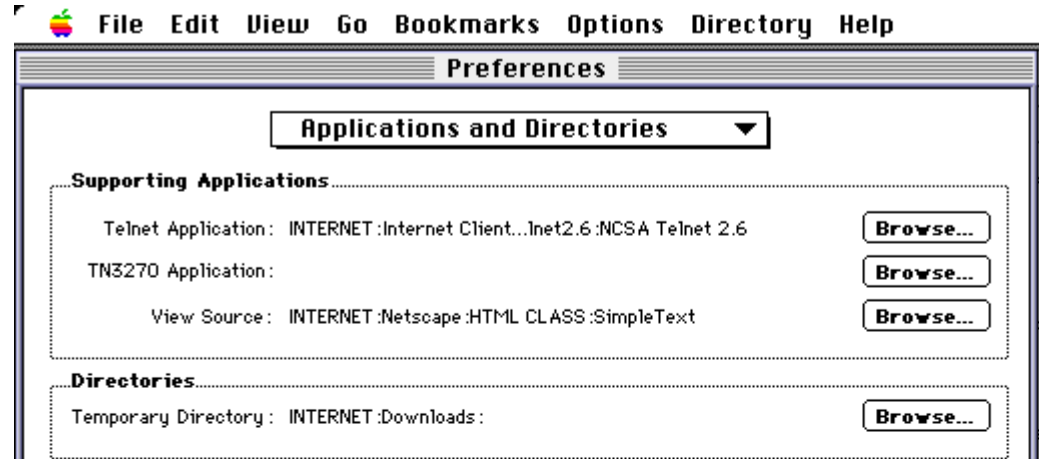 File Edit View Go Bookmarks Options Directory Help
Preferences
Applications and Directories
Supporting Applications
Telnet Application: INTERNET:Internet Client...lnet2.6:NCSA Telnet 2.6 Browse...
TN3270 Application: Browse...
View Source: INTERNET:Netscape:HTML CLASS:SimpleText Browse...
Directories
Temporary Directory: INTERNET:Downloads: Browse...